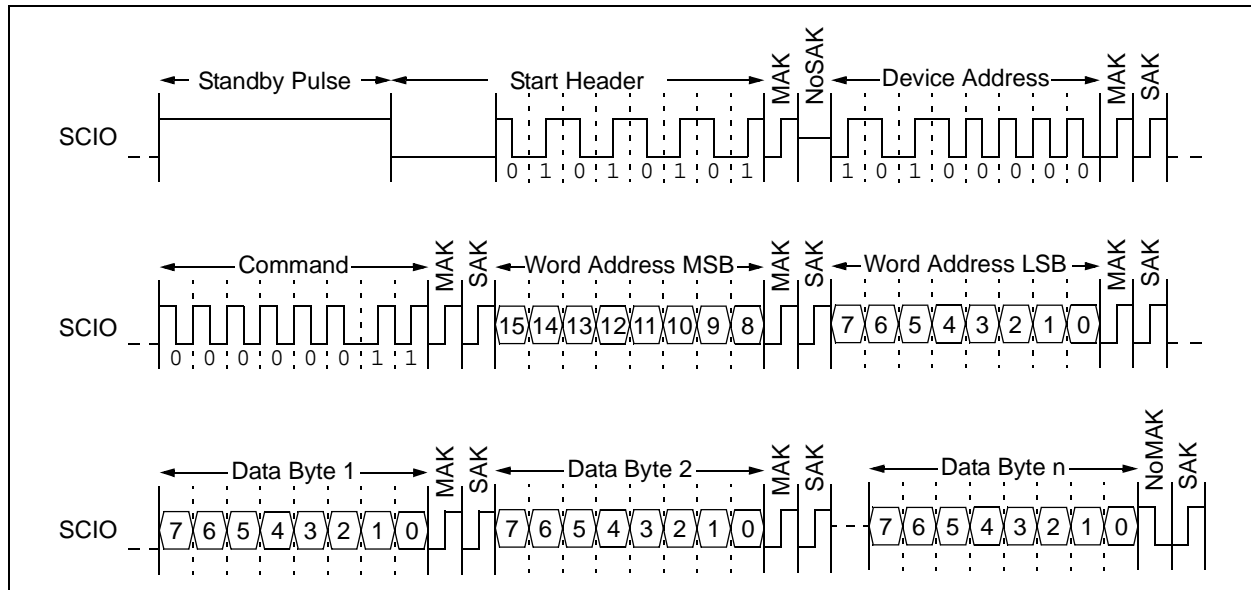 Standby Pulse Start Header MAK NoSAK Device Address MAK SAK
SCIO
0 1 0 1 0 1 0 1 1 0 1 0 0 0 0 0
Command MAK SAK Word Address MSB MAK SAK Word Address LSB MAK SAK
SCIO 15 14 13 12 11 10 9 8 7 6 5 4 3 2 1 0
0 0 0 0 0 0 1 1
Data Byte 1 MAK SAK Data Byte 2 MAK SAK Data Byte n NoMAK SAK
SCIO 7 6 5 4 3 2 1 0 7 6 5 4 3 2 1 0 7 6 5 4 3 2 1 0